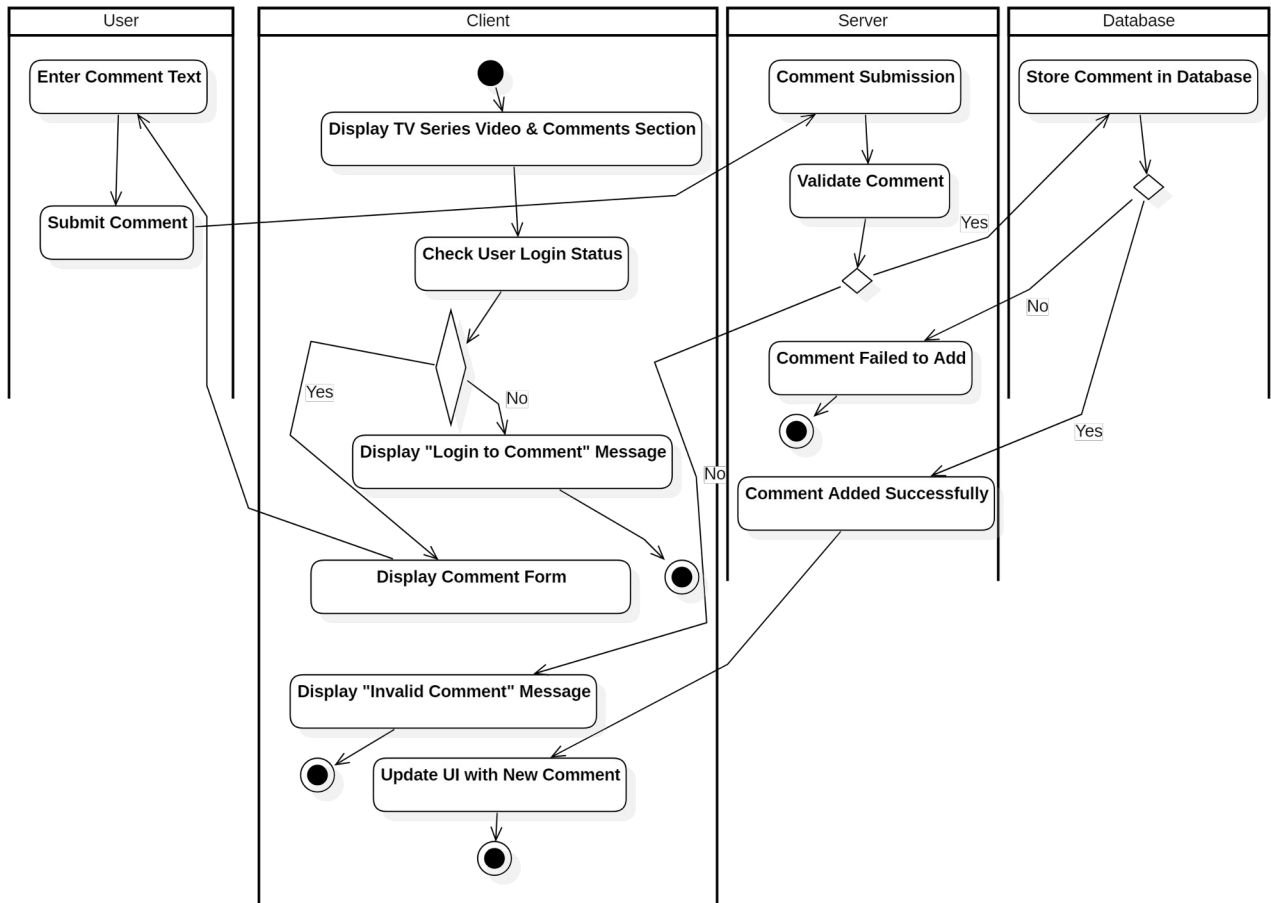 User
Client
Server
Database
Enter Comment Text
Submit Comment
Display TV Series Video & Comments Section
Check User Login Status
Yes
No
Display "Login to Comment" Message
Display Comment Form
Display "Invalid Comment" Message
Update UI with New Comment
Comment Submission
Validate Comment
Yes
No
Comment Failed to Add
Comment Added Successfully
Store Comment in Database
No
Yes